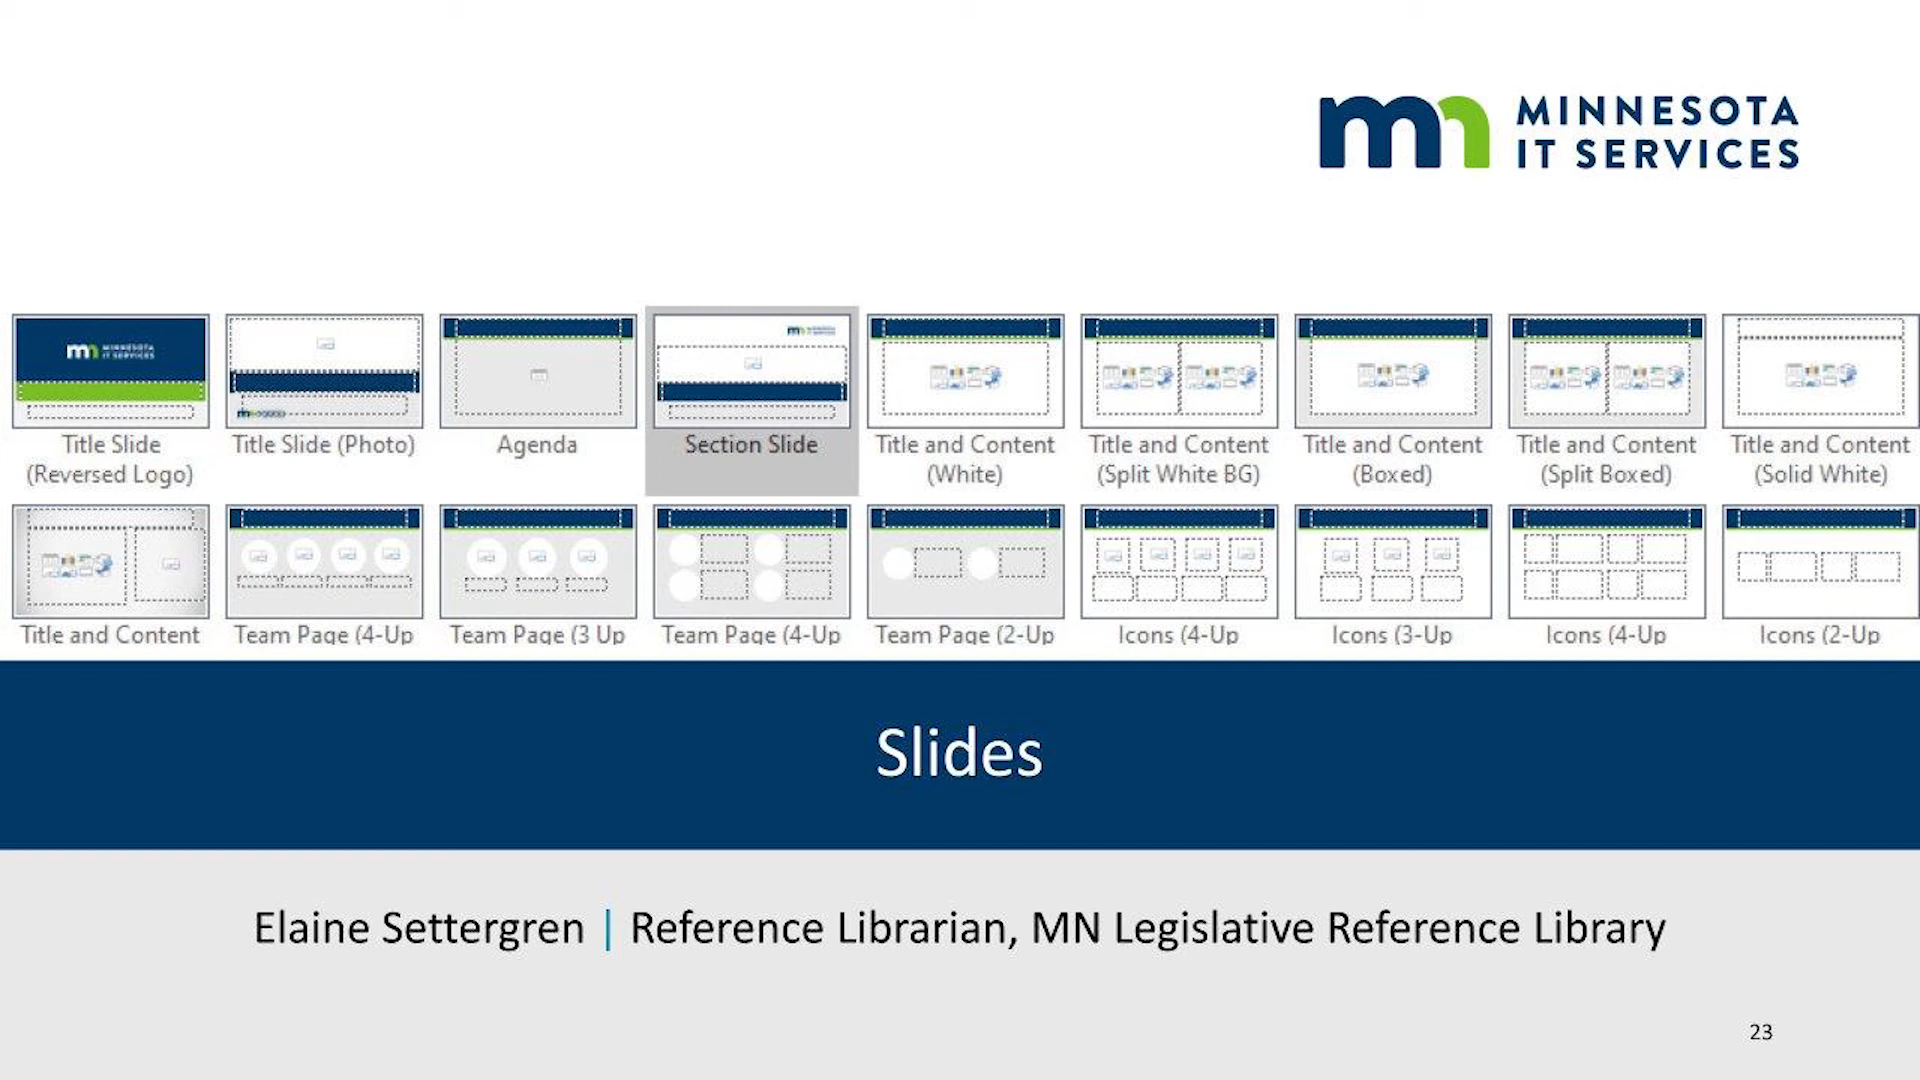 MINNESOTA
IT SERVICES
Title Slide
(Reversed Logo)
Title Slide (Photo)
Agenda
Section Slide
Title and Content
(White)
Title and Content
(Split White BG)
Title and Content
(Boxed)
Title and Content
(Split Boxed)
Title and Content
(Solid White)
Title and Content
Team Page (4-Up
Team Page (3 Up
Team Page (4-Up
Team Page (2-Up
Icons (4-Up
Icons (3-Up
Icons (4-Up
Icons (2-Up
Slides
Elaine Settergren | Reference Librarian, MN Legislative Reference Library
23